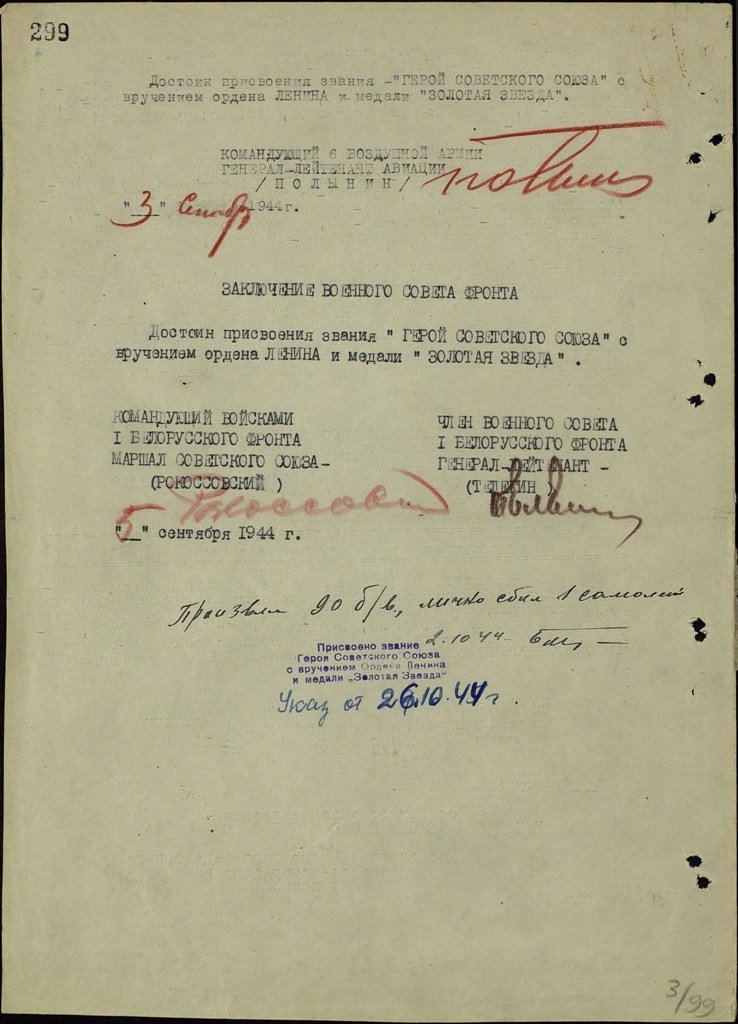 299
Достоин присвоения звания -"ГЕРОЙ СОВЕТСКОГО СОЮЗА" с
вручением ордена ЛЕНИНА и медали "ЗОЛОТАЯ ЗВЕЗДА".
КОМАНДУЮЩИЙ 6 ВОЗДУШНОЙ АРМИИ
ГЕНЕРАЛ-ЛЕЙТЕНАНТ АВИАЦИИ
/ПОЛЫНИН/
"3" Сентябр 1944г.
ЗАКЛЮЧЕНИЕ ВОЕННОГО СОВЕТА ФРОНТА
Достоин присвоения звания " ГЕРОЙ СОВЕТСКОГО СОЮЗА" с
вручением ордена ЛЕНИНА и медали " ЗОЛОТАЯ ЗВЕЗДА" .
КОМАНДУЮЩИЙ ВОЙСКАМИ
I БЕЛОРУССКОГО ФРОНТА
МАРШАЛ СОВЕТСКОГО СОЮЗА-
(РОКОССОВСКИЙ )
ЧЛЕН ВОЕННОГО СОВЕТА
I БЕЛОРУССКОГО ФРОНТА
ГЕНЕРАЛ-ЛЕЙТЕНАНТ -
(ТЕЛЕГИН )
"5" сентября 1944 г.
Произвел 90 б/в., лично сбил 1 самолет
2.10.44
Присвоено звание
Героя Советского Союза
с вручением Ордена Ленина
и медали „Золотая Звезда"
Указ от 26.10.44 г.
3/99